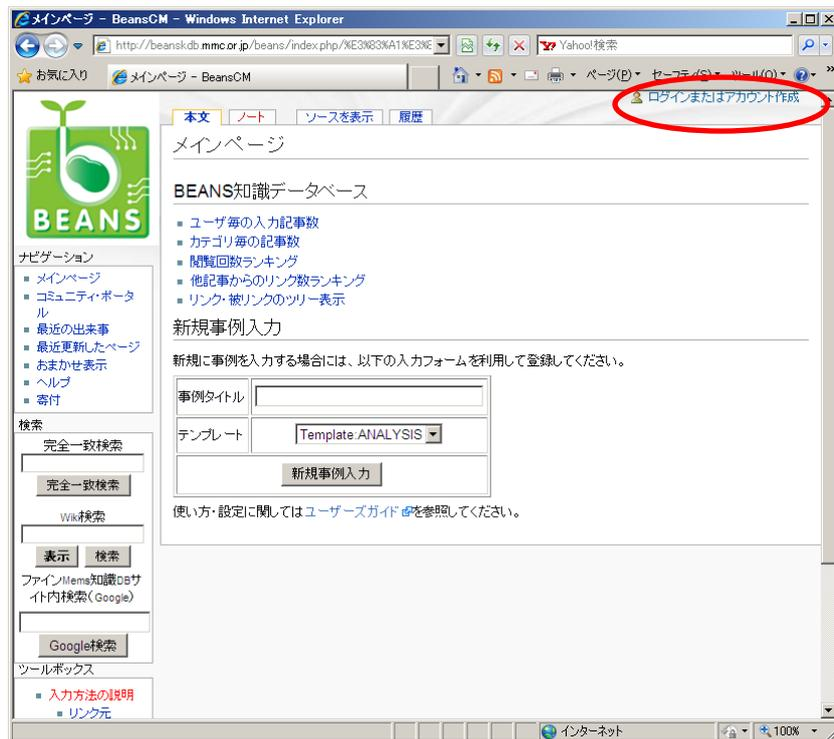 メインページ - BeansCM - Windows Internet Explorer
http://beanskdb.mmc.or.jp/beans/index.php/%E3%83%A1%E3%
Yahoo!検索
お気に入り
メインページ - BeansCM
ページ(P)
セーフティ(S)
ツール(O)
ログインまたはアカウント作成
本文
ノート
ソースを表示
履歴
メインページ
BEANS知識データベース
ユーザ毎の入力記事数
カテゴリ毎の記事数
閲覧回数ランキング
他記事からのリンク数ランキング
リンク・被リンクのツリー表示
新規事例入力
新規に事例を入力する場合には、以下の入力フォームを利用して登録してください。
事例タイトル
テンプレート
Template:ANALYSIS
新規事例入力
使い方・設定に関してはユーザーズガイドを参照してください。
BEANS
ナビゲーション
メインページ
コミュニティ・ポータ
ル
最近の出来事
最近更新したページ
おまかせ表示
ヘルプ
寄付
検索
完全一致検索
完全一致検索
Wiki検索
表示
検索
ファインMems知識DBサ
イト内検索(Google)
Google検索
ツールボックス
入力方法の説明
リンク元
インターネット
100%